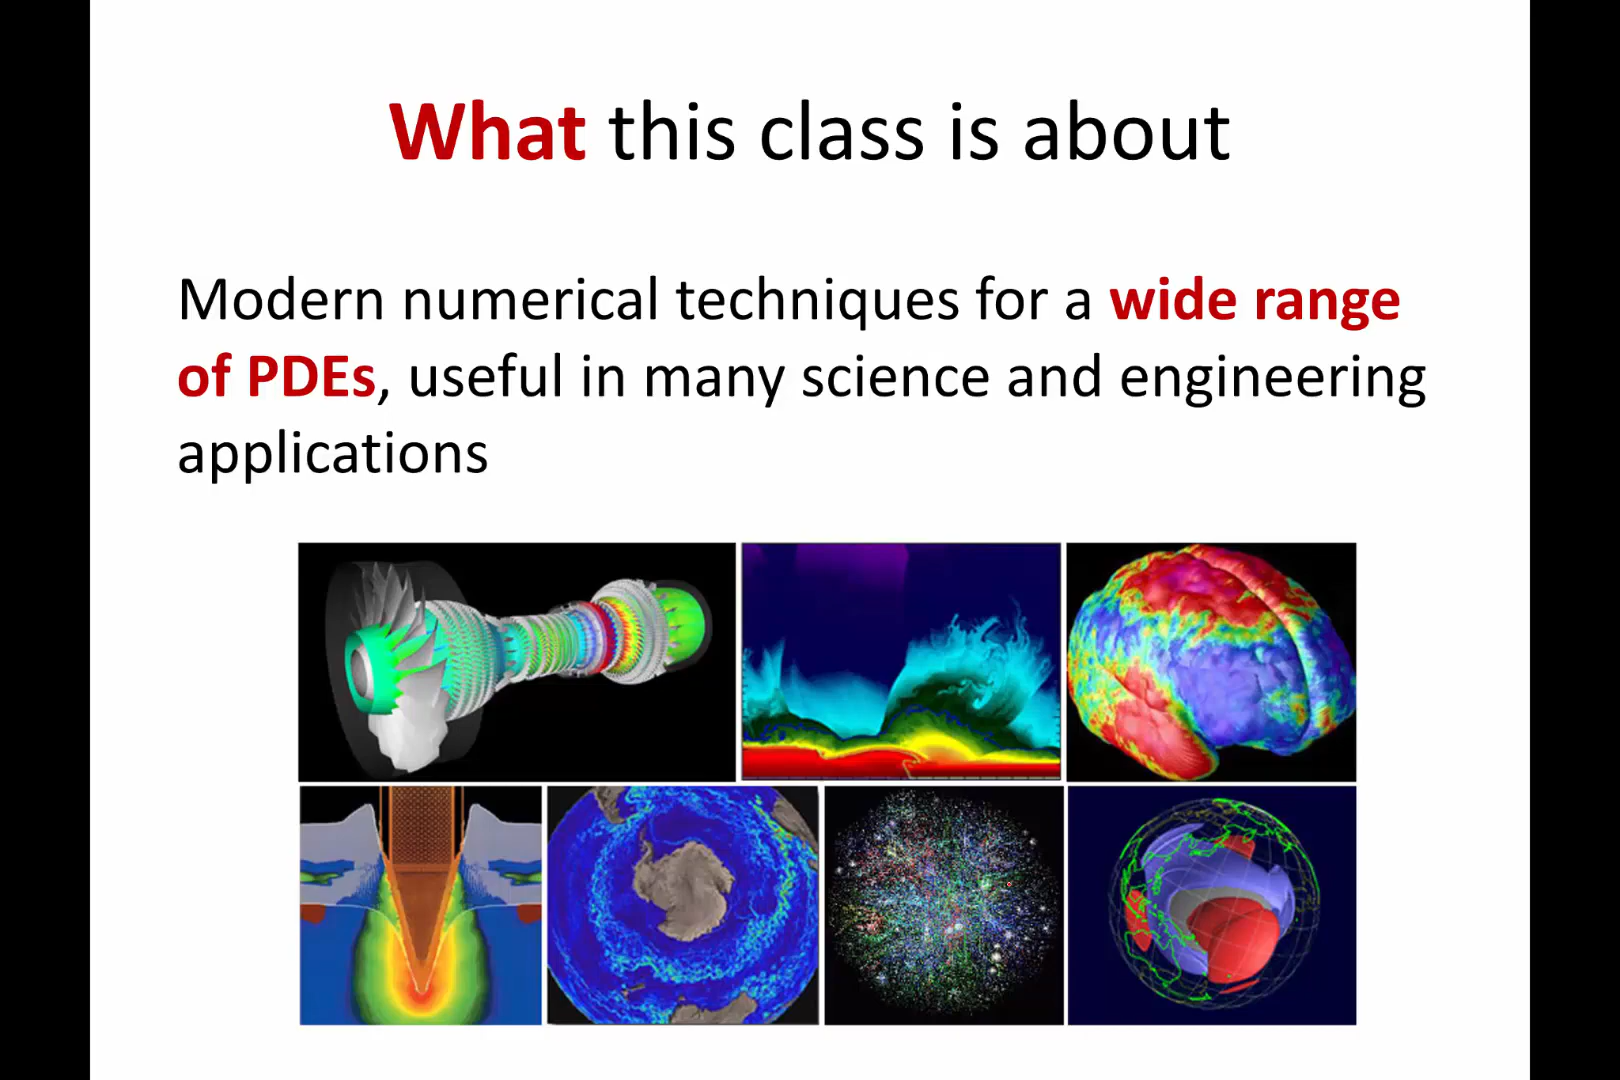 What this class is about
Modern numerical techniques for a wide range
of PDEs, useful in many science and engineering
applications